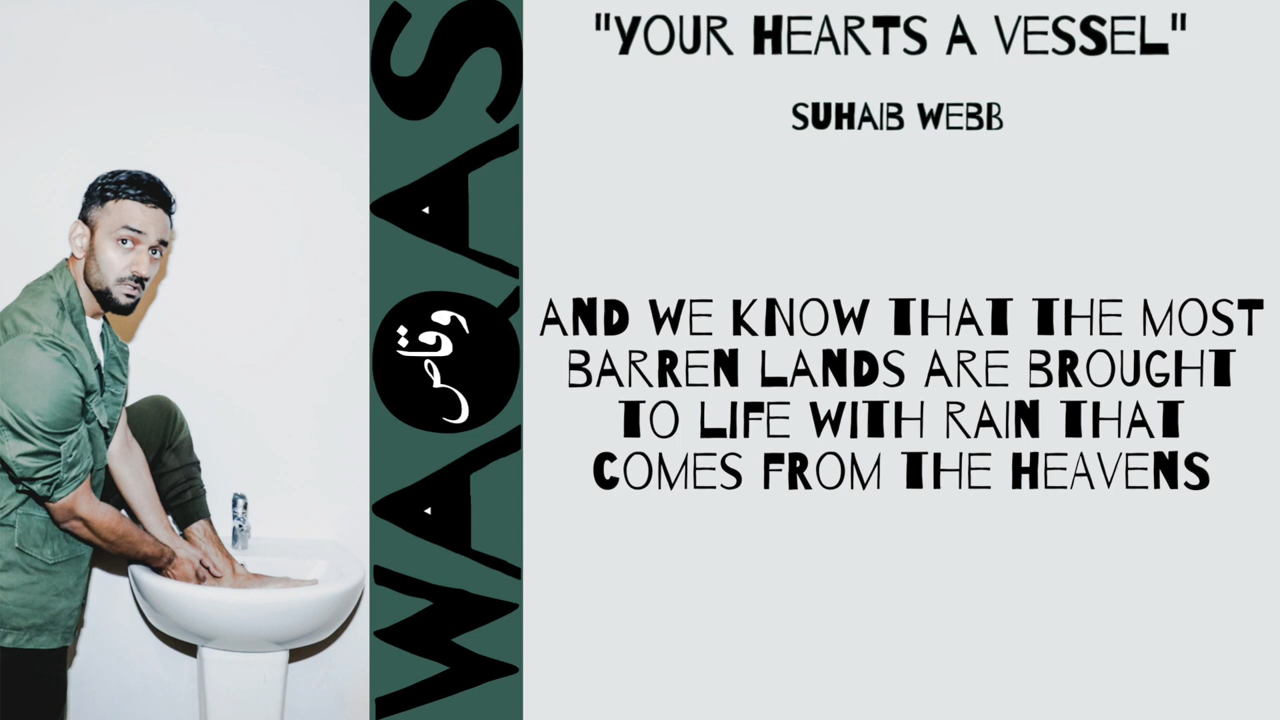 WAQAS
وقاص
"YOUR HEARTS A VESSEL"
SUHAIB WEBB
AND WE KNOW THAT THE MOST
BARREN LANDS ARE BROUGHT
TO LIFE WITH RAIN THAT
COMES FROM THE HEAVENS